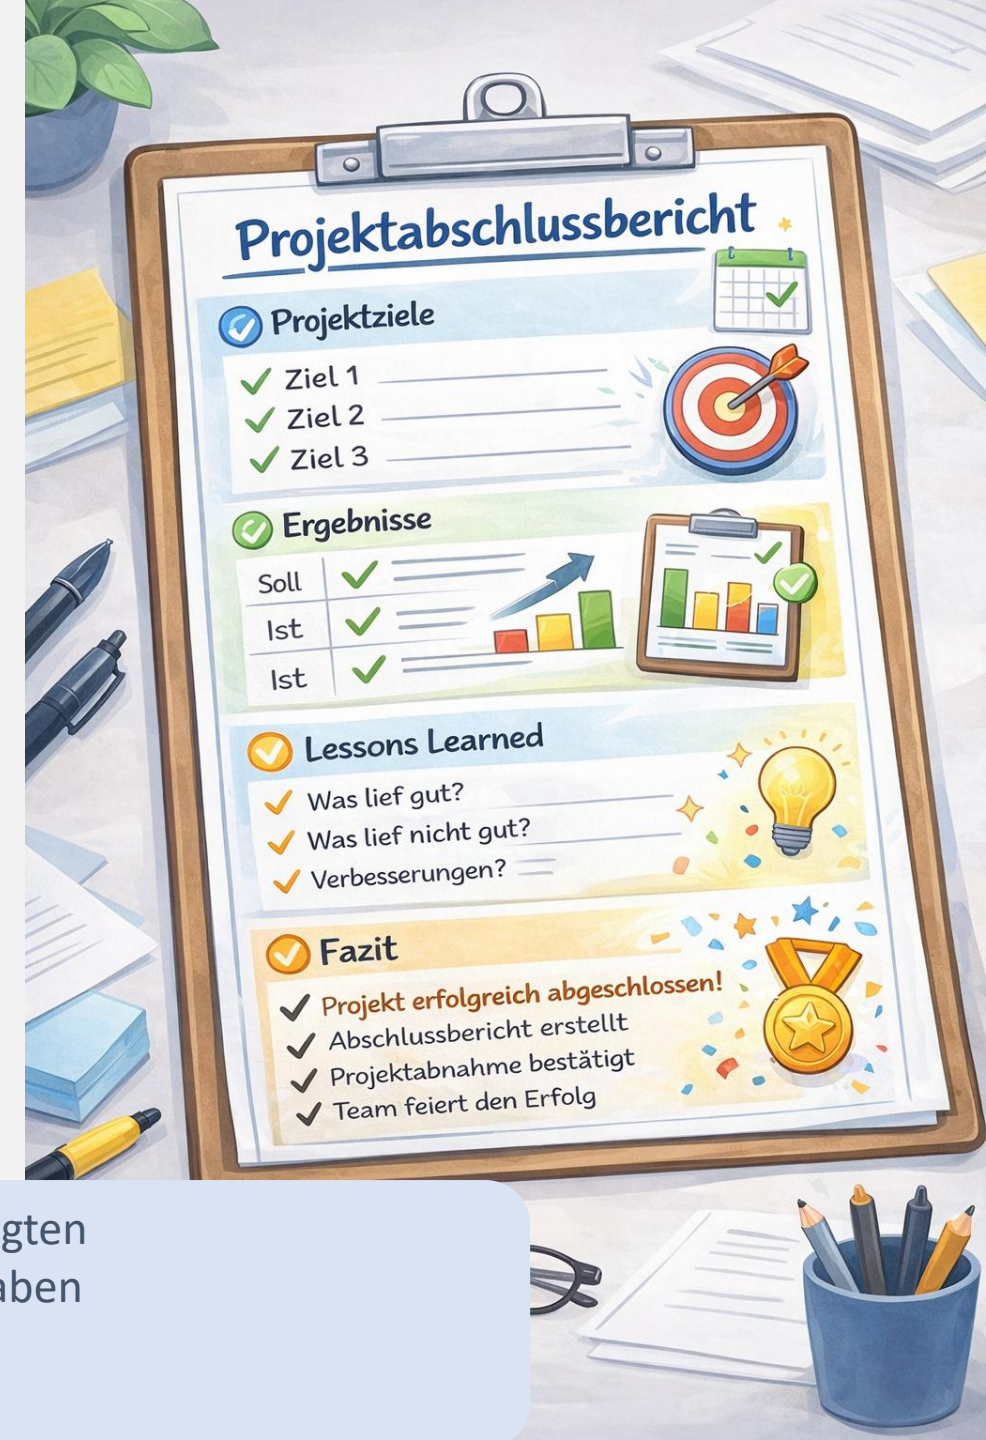 Projektabschlussbericht
Projektziele
Ziel 1
Ziel 2
Ziel 3
Ergebnisse
Soll
Ist
Ist
Lessons Learned
Was lief gut?
Was lief nicht gut?
Verbesserungen?
Fazit
Projekt erfolgreich abgeschlossen!
Abschlussbericht erstellt
Projektabnahme bestätigt
Team feiert den Erfolg
gten
aben